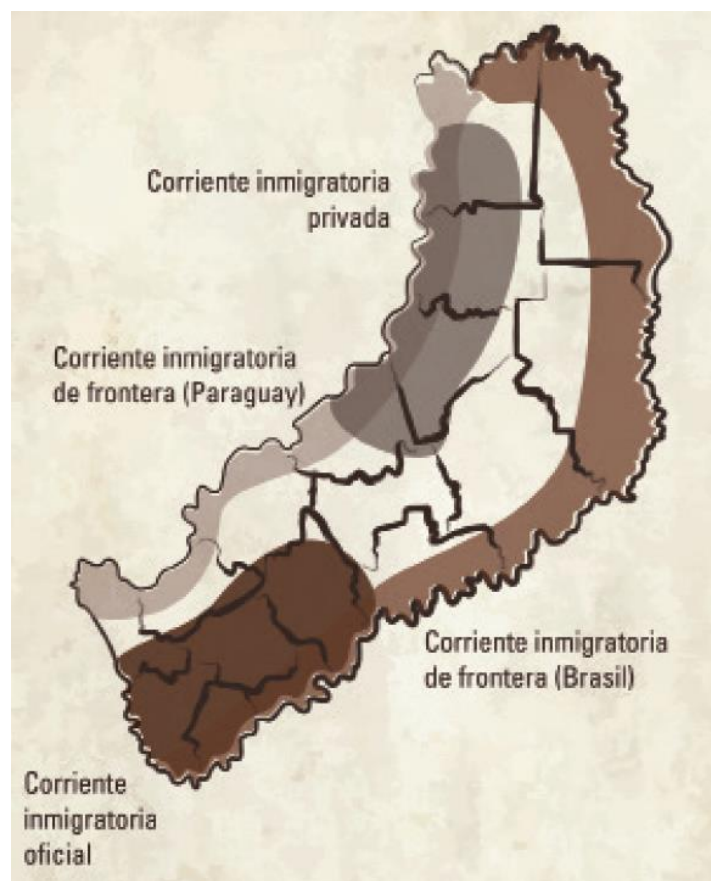 Corriente inmigratoria
privada
Corriente inmigratoria
de frontera (Paraguay)
Corriente inmigratoria
de frontera (Brasil)
Corriente
inmigratoria
oficial